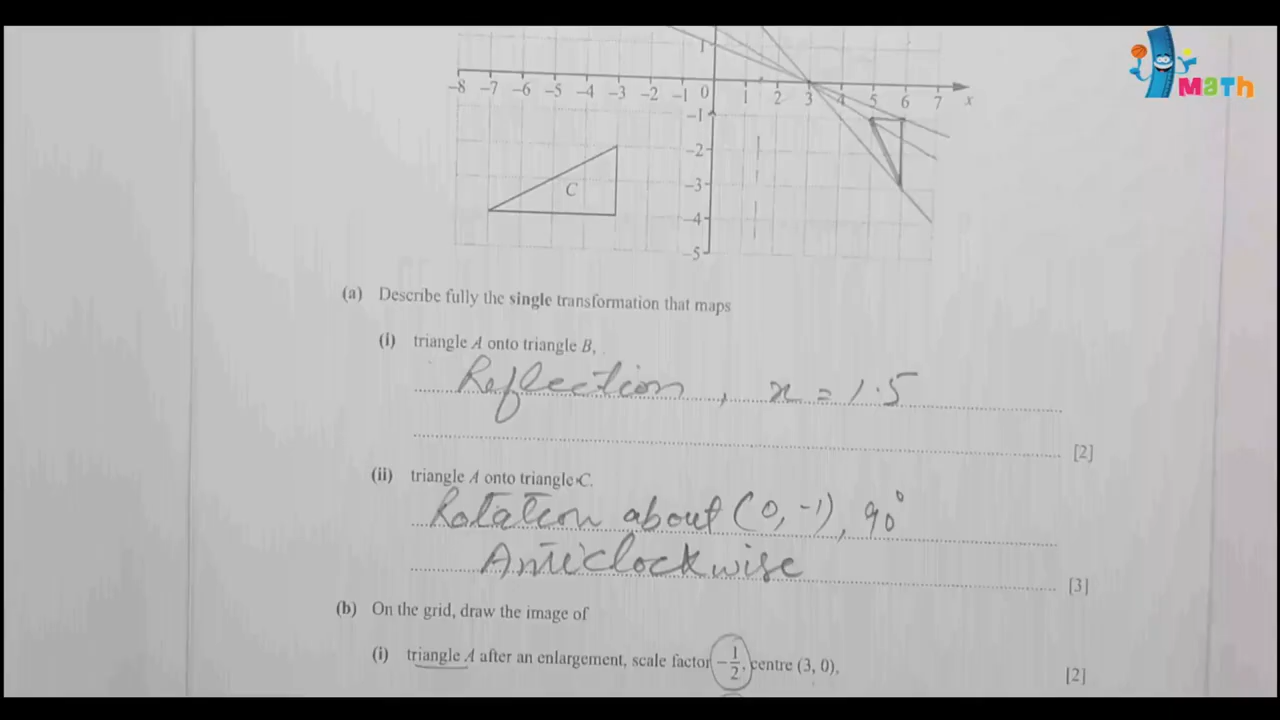 1
-8 -7 -6 -5 -4 -3 -2 -1 0 1 2 3 4 5 6 7 x
-1
-2
C
-3
-4
-5
MatH
(a) Describe fully the single transformation that maps
(i) triangle A onto triangle B,
Reflection, x = 1.5
[2]
(ii) triangle A onto triangle C.
Rotation about (0, -1), 90°
Anticlockwise
[3]
(b) On the grid, draw the image of
(i) triangle A after an enlargement, scale factor -1/2, centre (3, 0),
[2]